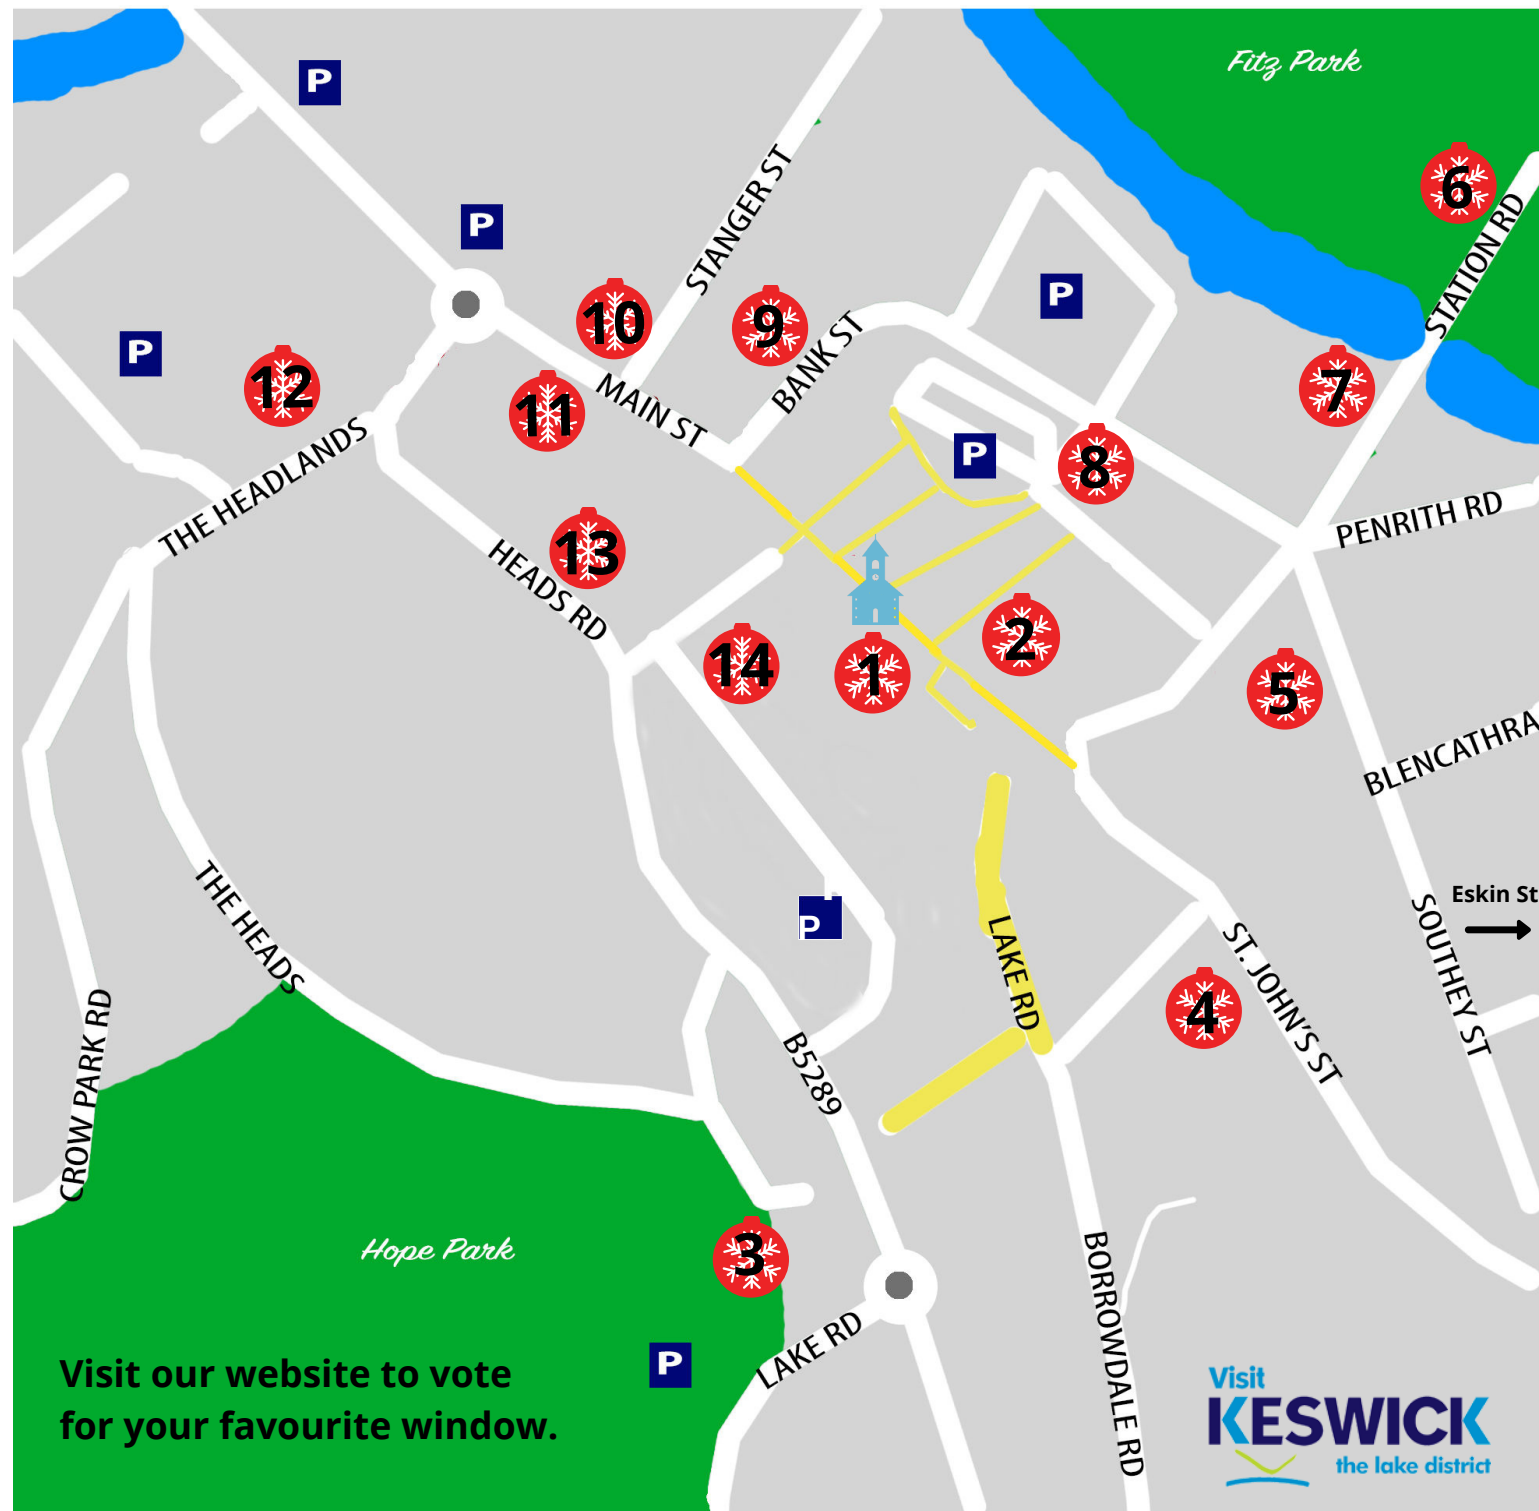 Fitz Park
P
P
P
P
P
P
P
STANGER ST
STATION RD
6
10
9
BANK ST
7
12
11
MAIN ST
8
THE HEADLANDS
PENRITH RD
13
HEADS RD
14
1
2
5
BLENCATHRA
THE HEADS
Eskin St
LAKE RD
SOUTHEY ST
ST. JOHN'S ST
4
CROW PARK RD
B5289
Hope Park
3
BORROWDALE RD
LAKE RD
Visit our website to vote
for your favourite window.
Visit
KESWICK
the lake district